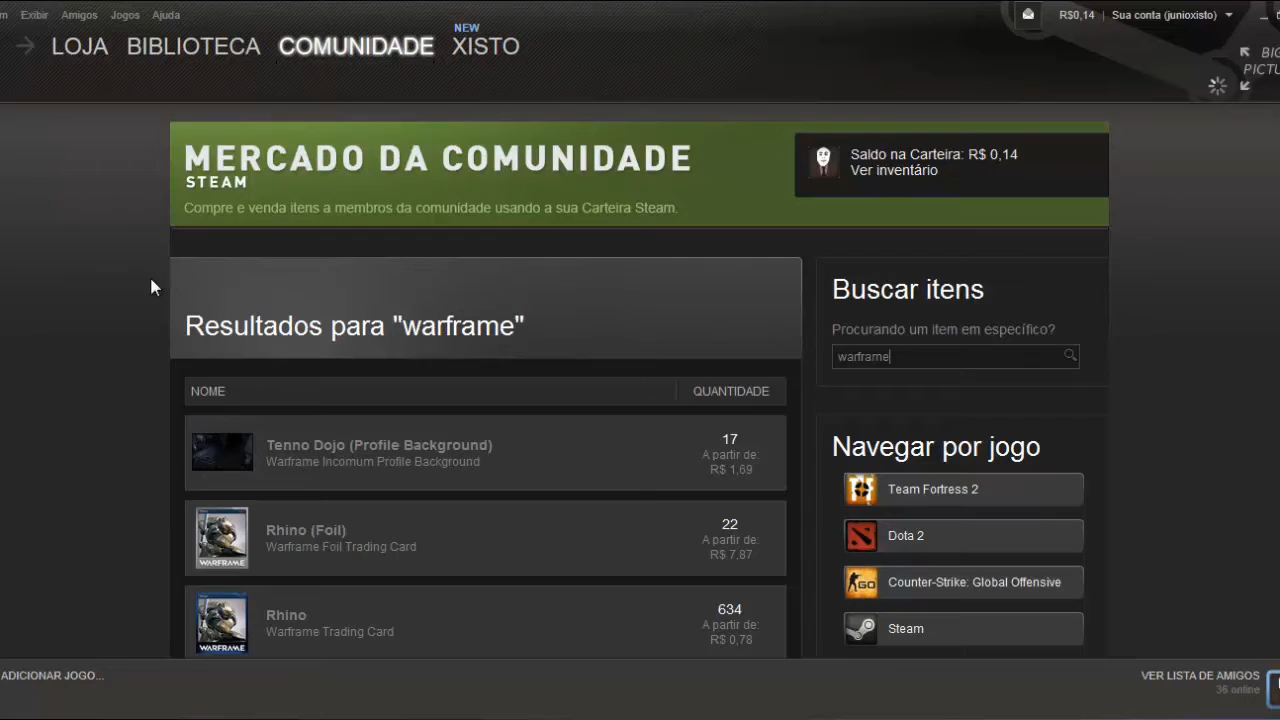 Exibir Amigos Jogos Ajuda
R$0,14 Sua conta (junioxisto)
NEW
LOJA BIBLIOTECA COMUNIDADE XISTO
MERCADO DA COMUNIDADE
STEAM
Compre e venda itens a membros da comunidade usando a sua Carteira Steam.
Saldo na Carteira: R$ 0,14
Ver inventário
Resultados para "warframe"
NOME QUANTIDADE
Tenno Dojo (Profile Background)
Warframe Incomum Profile Background
17
A partir de:
R$ 1,69
Rhino (Foil)
Warframe Foil Trading Card
22
A partir de:
R$ 7,87
WARFRAME
Rhino
Warframe Trading Card
634
A partir de:
R$ 0,78
WARFRAME
Buscar itens
Procurando um item em específico?
warframe
Navegar por jogo
Team Fortress 2
Dota 2
GO
Counter-Strike: Global Offensive
Steam
ADICIONAR JOGO...
VER LISTA DE AMIGOS
36 online